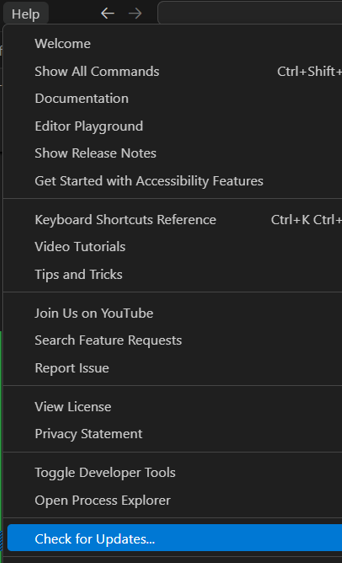 Help
Welcome
Show All Commands Ctrl+Shift+
Documentation
Editor Playground
Show Release Notes
Get Started with Accessibility Features
Keyboard Shortcuts Reference Ctrl+K Ctrl+
Video Tutorials
Tips and Tricks
Join Us on YouTube
Search Feature Requests
Report Issue
View License
Privacy Statement
Toggle Developer Tools
Open Process Explorer
Check for Updates...